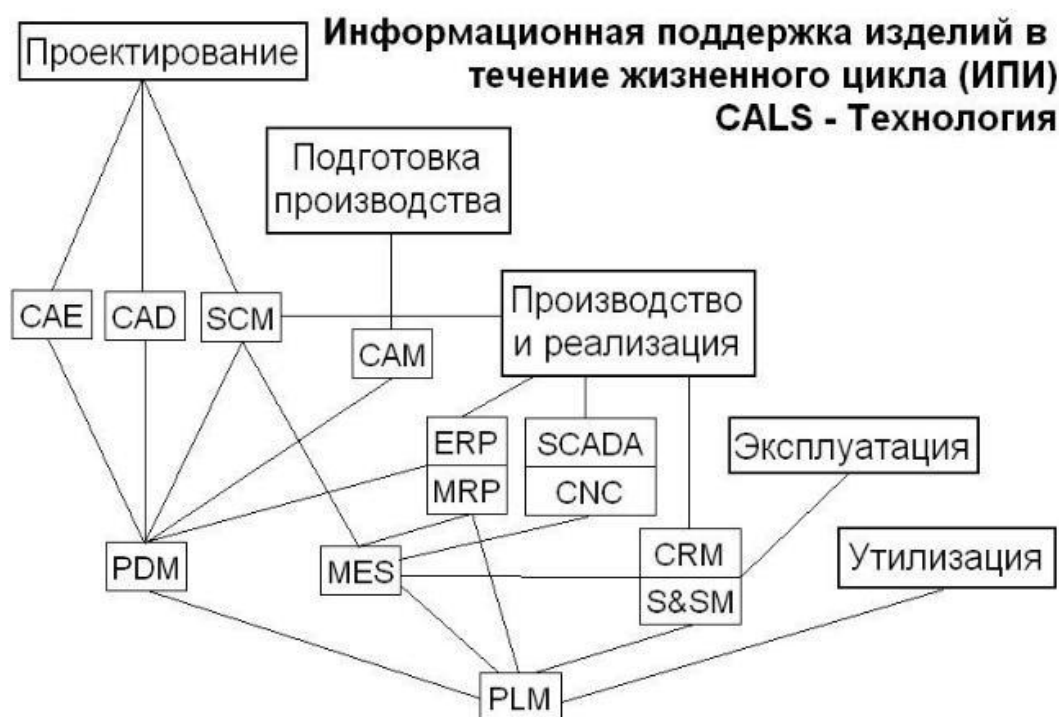 Проектирование
Информационная поддержка изделий в
течение жизненного цикла (ИПИ)
CALS - Технология
Подготовка
производства
CAE
CAD
SCM
Производство
и реализация
CAM
ERP
MRP
SCADA
CNC
Эксплуатация
PDM
MES
CRM
S&SM
Утилизация
PLM